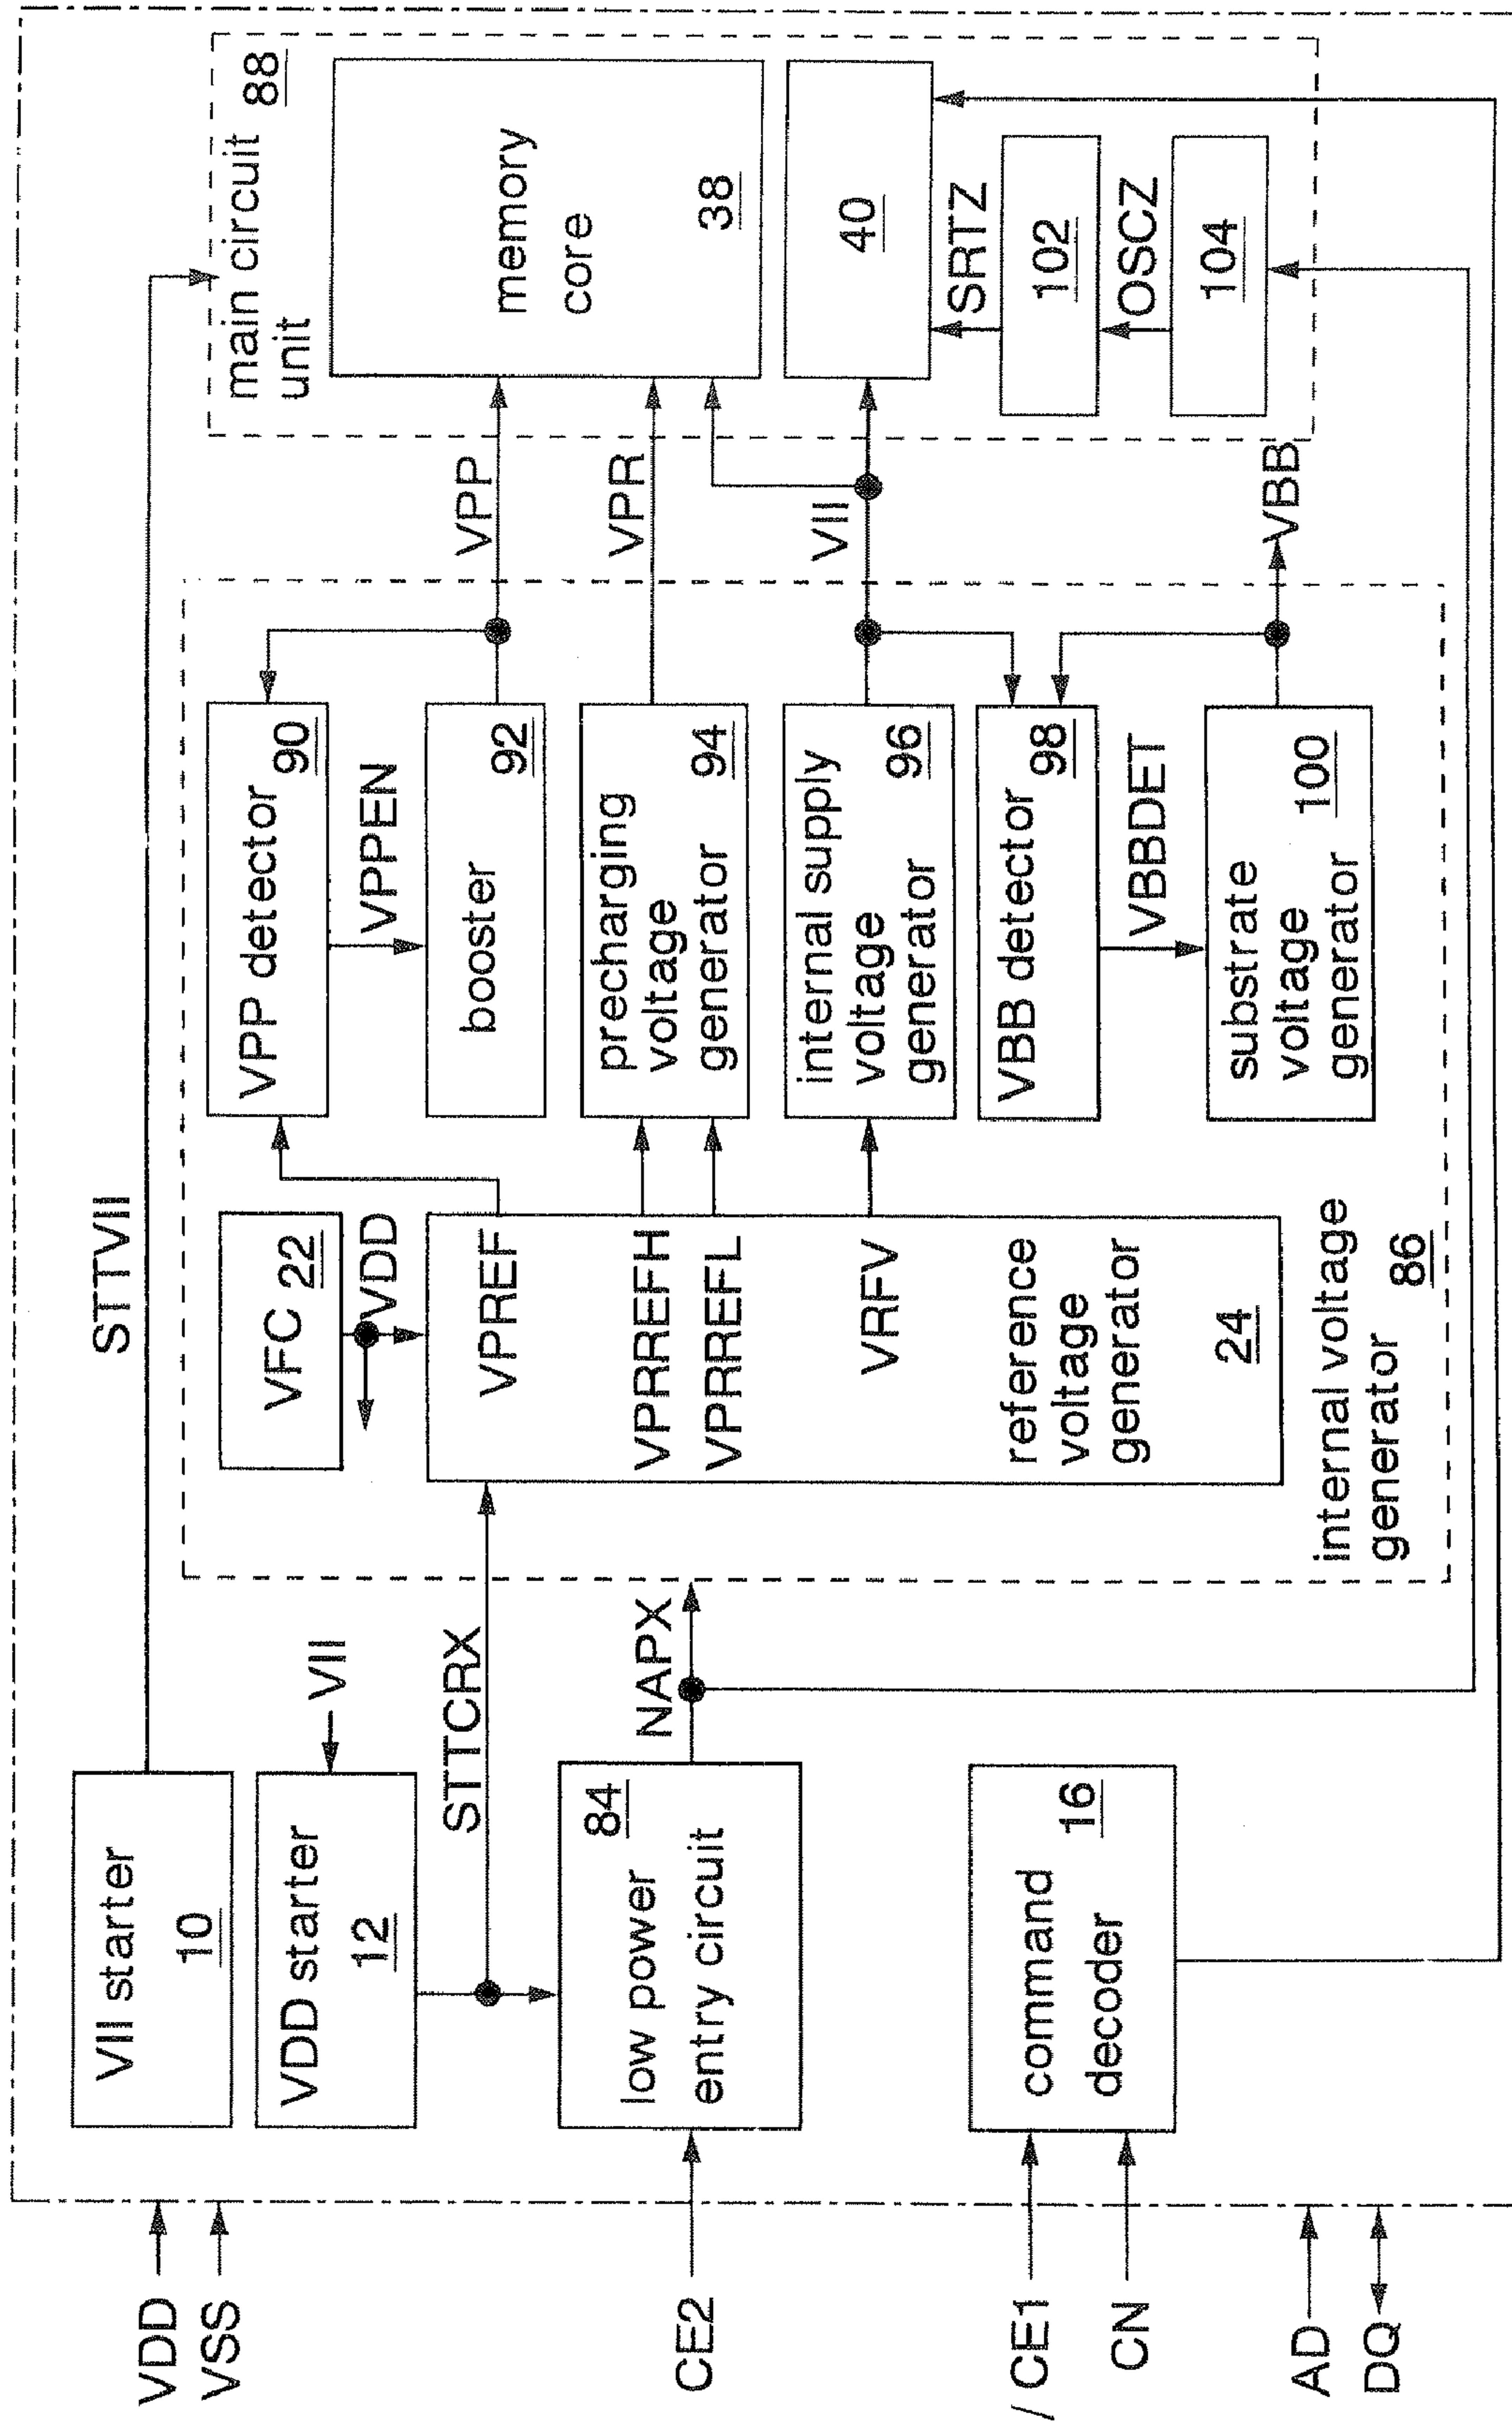 VDD
VSS
CE2
/ CE1
CN
AD
DQ
VII starter
10
VDD starter
12
VII
STTCRX
84
low power
entry circuit
NAPX
command
decoder
16
STTVII
VFC 22
VDD
VPREF
VPRREFH
VPRREFL
VRFV
reference
voltage
generator
24
internal voltage
generator
86
VPP detector
90
VPPEN
booster
92
precharging
voltage
generator
94
internal supply
voltage
generator
96
VBB detector
98
VBBDET
substrate
voltage
generator
100
VPP
VPR
VII
VBB
main circuit
unit
88
memory
core
38
40
SRTZ
102
OSCZ
104